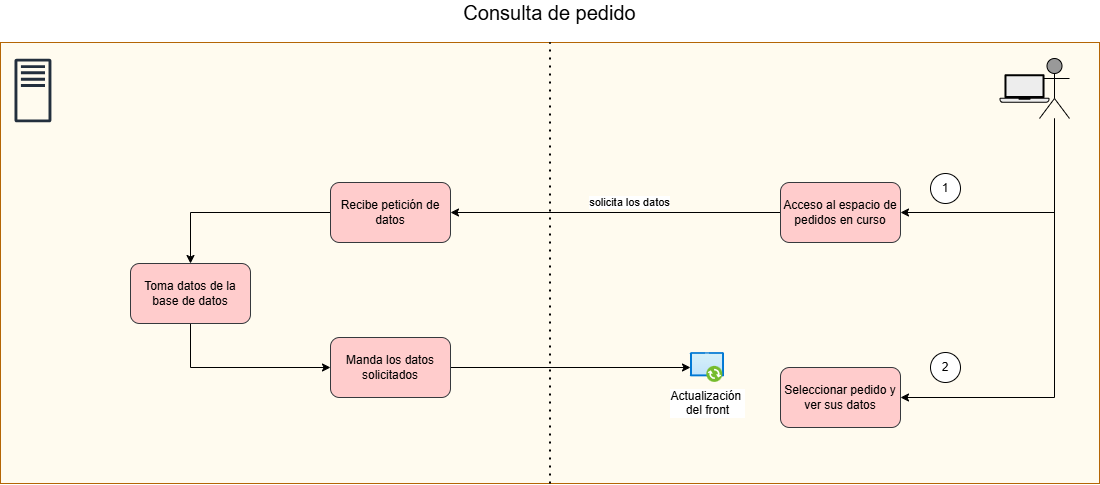 Consulta de pedido
1
Recibe petición de
datos
solicita los datos
Acceso al espacio de
pedidos en curso
Toma datos de la
base de datos
Manda los datos
solicitados
Actualización
del front
2
Seleccionar pedido y
ver sus datos